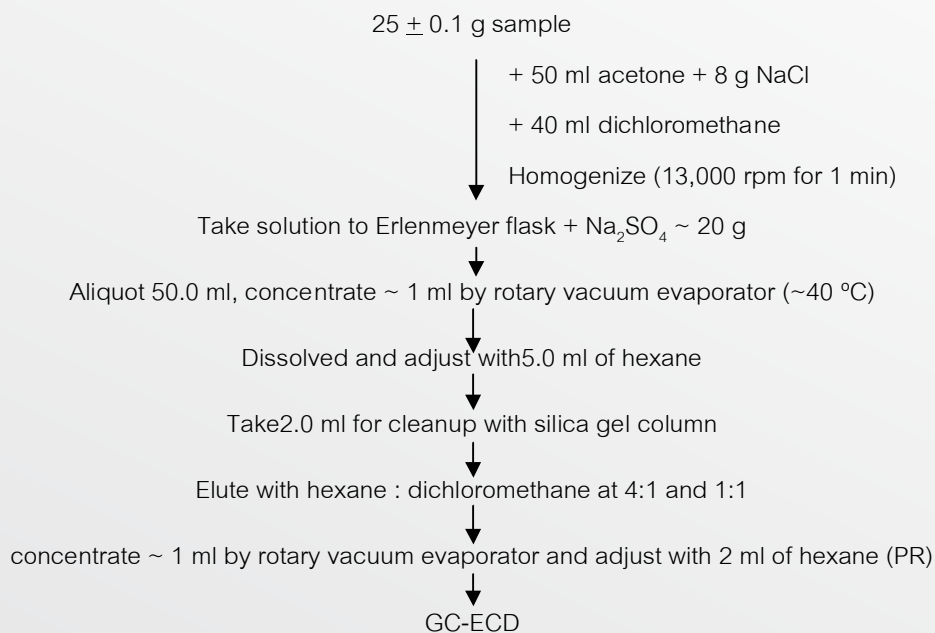 25 ± 0.1 g sample
+ 50 ml acetone + 8 g NaCl
+ 40 ml dichloromethane
Homogenize (13,000 rpm for 1 min)
Take solution to Erlenmeyer flask + Na₂SO₄ ~ 20 g
Aliquot 50.0 ml, concentrate ~ 1 ml by rotary vacuum evaporator (~40 ºC)
Dissolved and adjust with5.0 ml of hexane
Take2.0 ml for cleanup with silica gel column
Elute with hexane : dichloromethane at 4:1 and 1:1
concentrate ~ 1 ml by rotary vacuum evaporator and adjust with 2 ml of hexane (PR)
GC-ECD